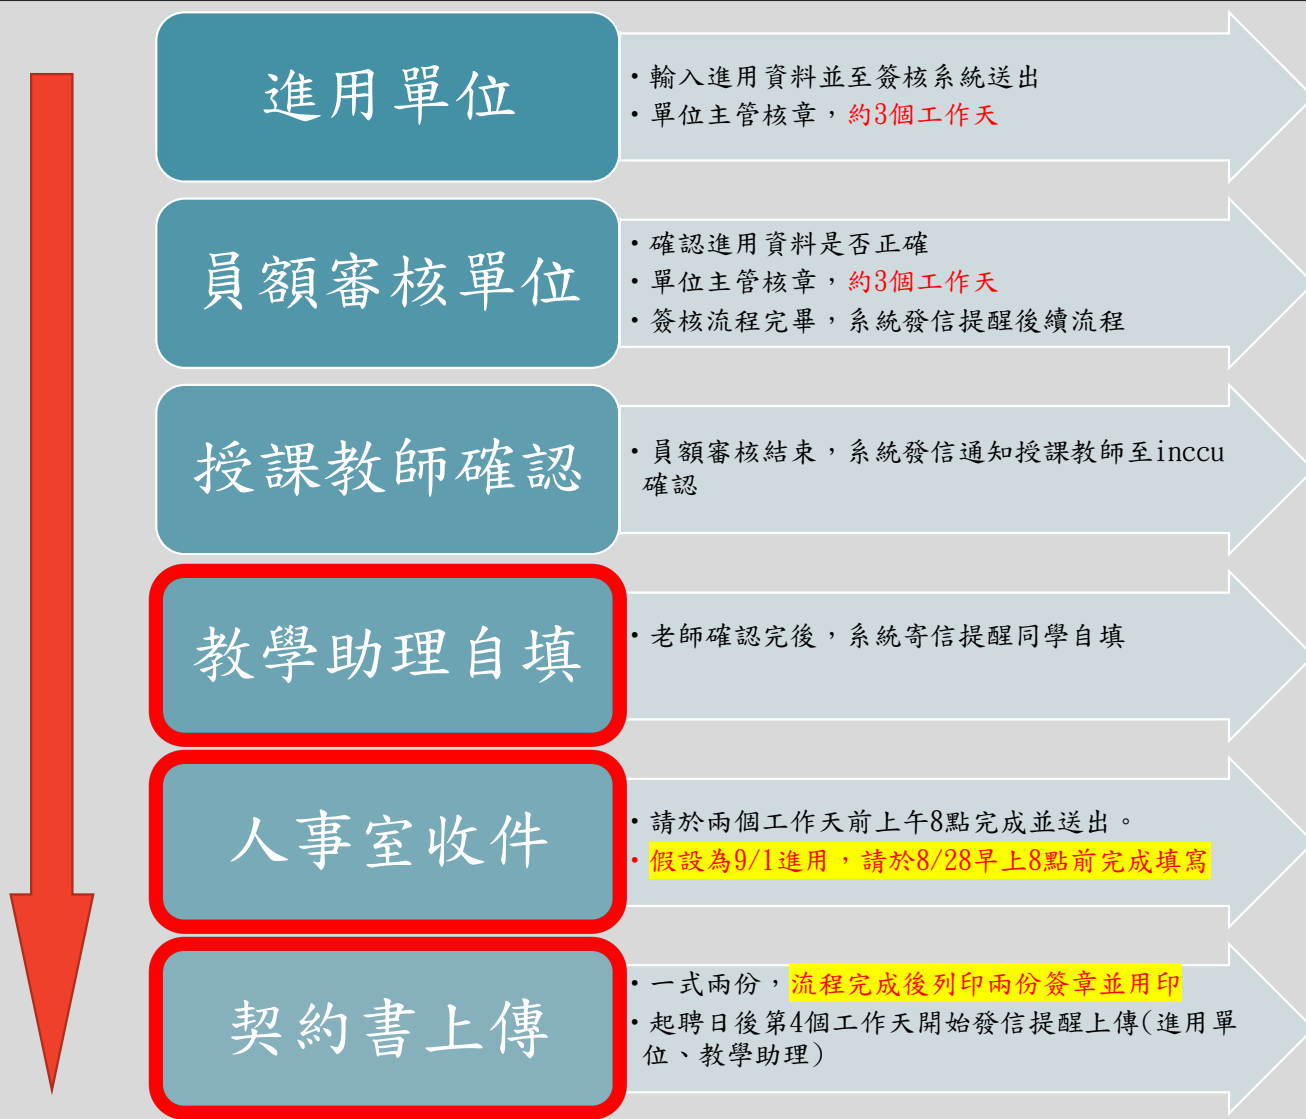 進用單位
・輸入進用資料並至簽核系統送出
・單位主管核章，約3個工作天
員額審核單位
・確認進用資料是否正確
・單位主管核章，約3個工作天
・簽核流程完畢，系統發信提醒後續流程
授課教師確認
・員額審核結束，系統發信通知授課教師至inccu
確認
教學助理自填
・老師確認完後，系統寄信提醒同學自填
人事室收件
・請於兩個工作天前上午8點完成並送出。
・假設為9/1進用，請於8/28早上8點前完成填寫
契約書上傳
・一式兩份，流程完成後列印兩份簽章並用印
・起聘日後第4個工作天開始發信提醒上傳(進用單
位、教學助理)